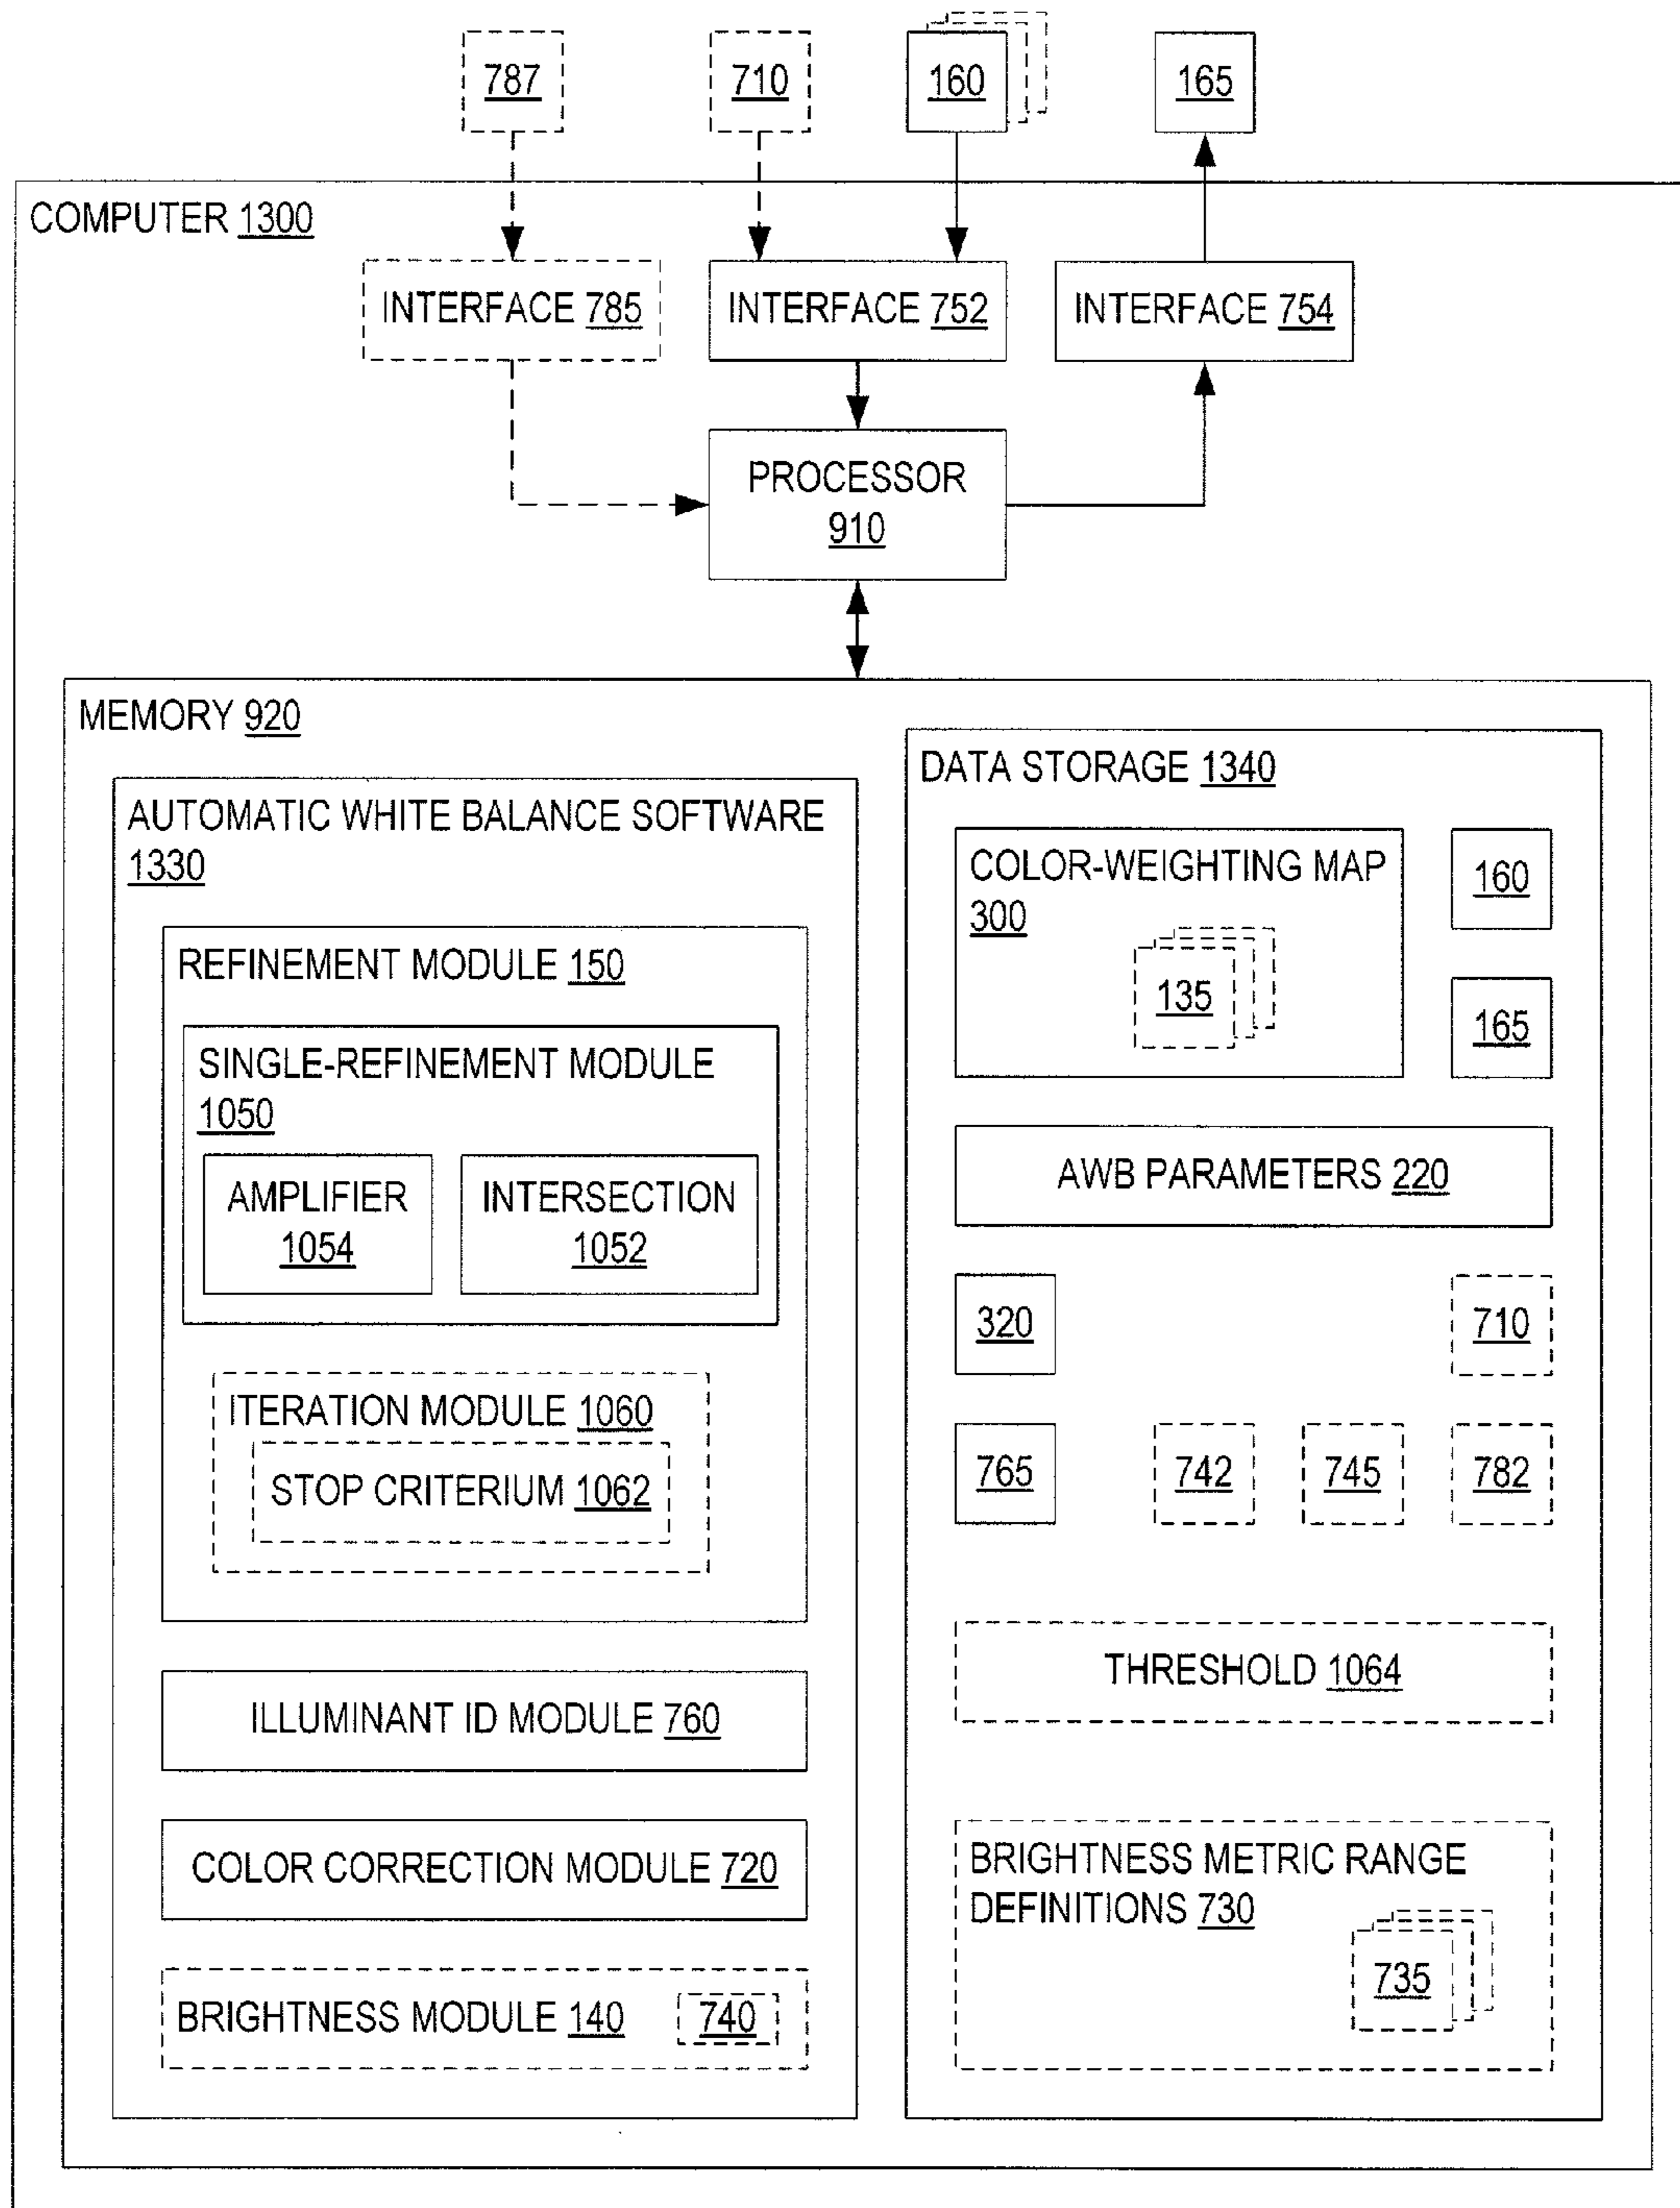 787
710
160
165
COMPUTER 1300
INTERFACE 785
INTERFACE 752
INTERFACE 754
PROCESSOR
910
MEMORY 920
AUTOMATIC WHITE BALANCE SOFTWARE
1330
REFINEMENT MODULE 150
SINGLE-REFINEMENT MODULE
1050
AMPLIFIER
1054
INTERSECTION
1052
ITERATION MODULE 1060
STOP CRITERIUM 1062
ILLUMINANT ID MODULE 760
COLOR CORRECTION MODULE 720
BRIGHTNESS MODULE 140
740
DATA STORAGE 1340
COLOR-WEIGHTING MAP
300
135
160
165
AWB PARAMETERS 220
320
710
765
742
745
782
THRESHOLD 1064
BRIGHTNESS METRIC RANGE
DEFINITIONS 730
735